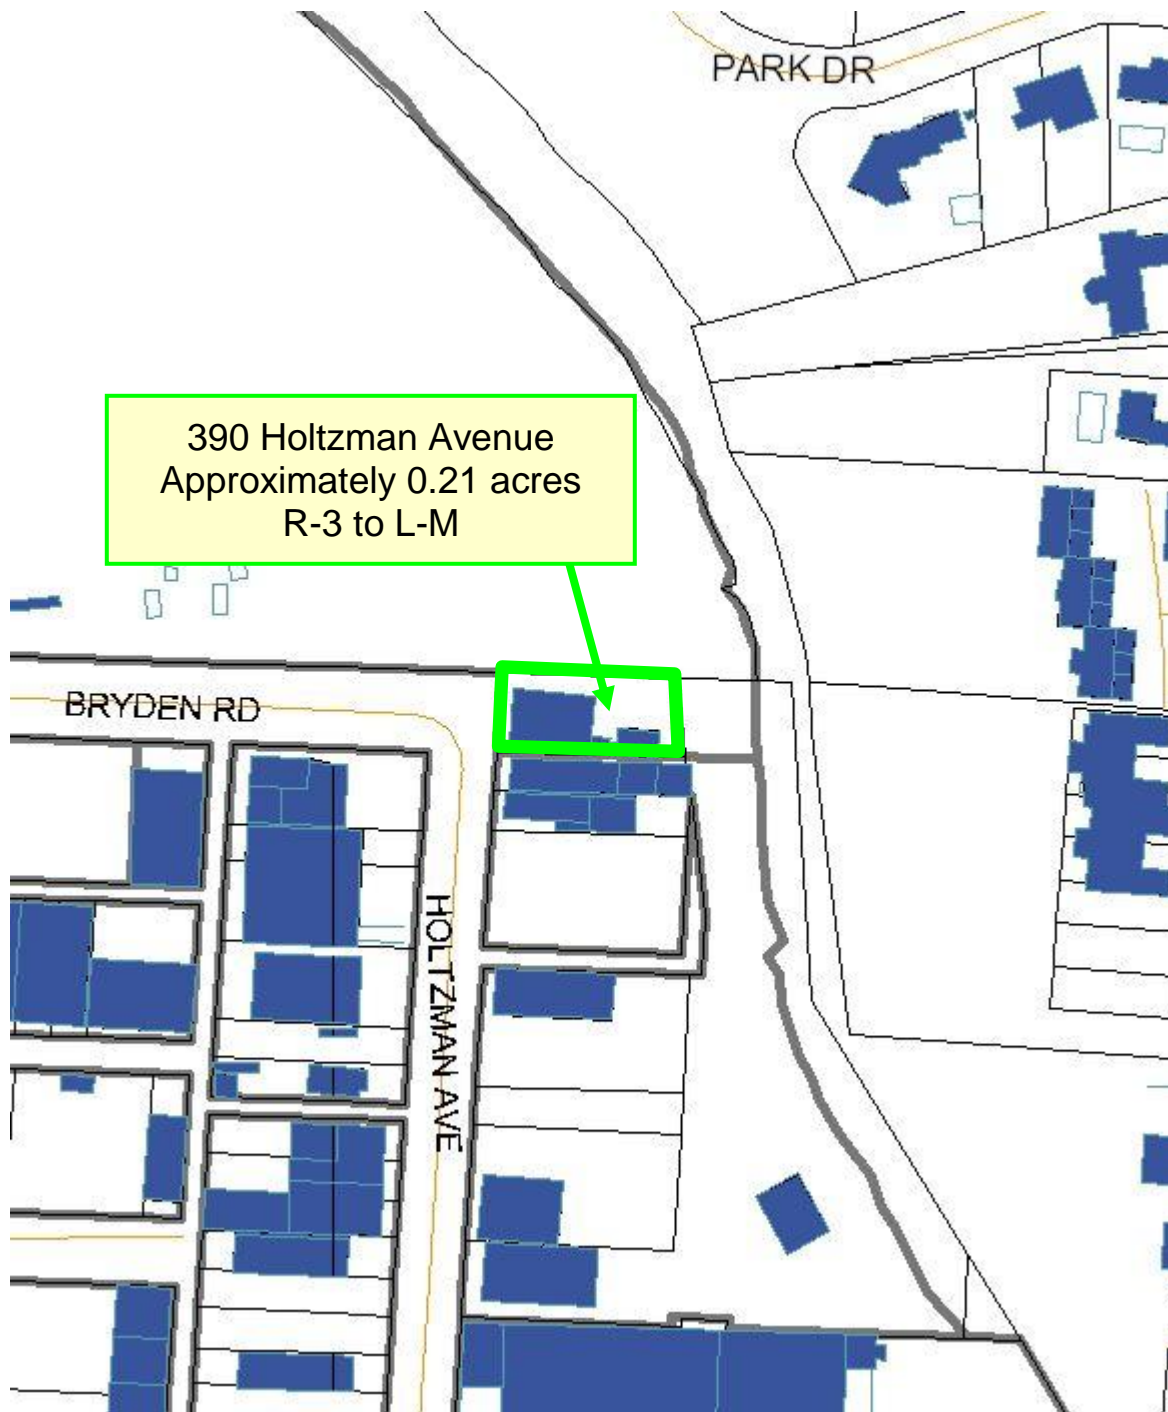 PARK DR
390 Holtzman Avenue
Approximately 0.21 acres
R-3 to L-M
BRYDEN RD
HOLTZMAN AVE